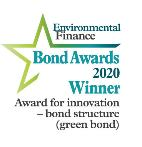 Environmental
Finance
Bond Awards
2020
Winner
Award for innovation
– bond structure
(green bond)